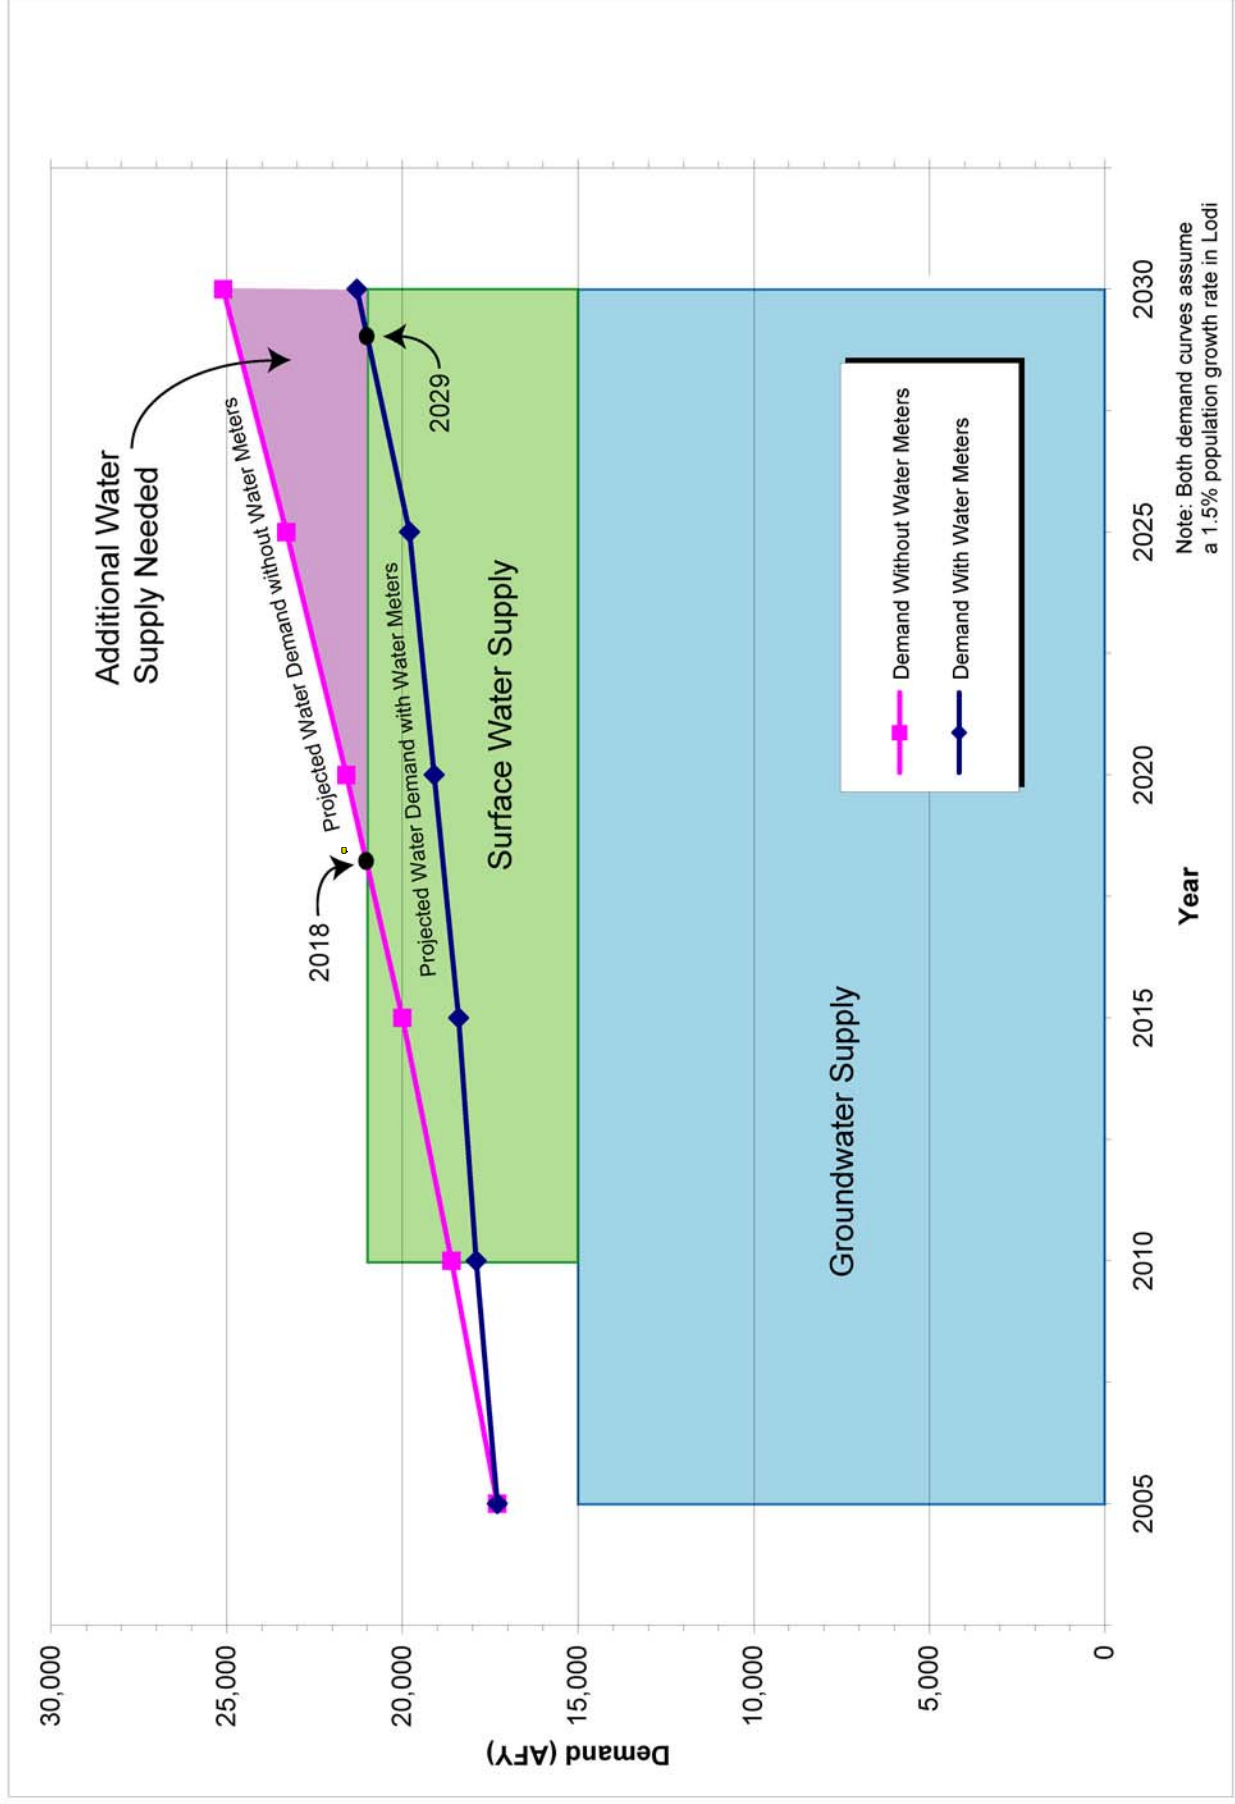 Additional Water
Supply Needed
Projected Water Demand without Water Meters
2018
2029
Projected Water Demand with Water Meters
Surface Water Supply
Groundwater Supply
Demand Without Water Meters
Demand With Water Meters
Demand (AFY)
30,000
25,000
20,000
15,000
10,000
5,000
0
2005
2010
2015
2020
2025
2030
Year
Note: Both demand curves assume
a 1.5% population growth rate in Lodi